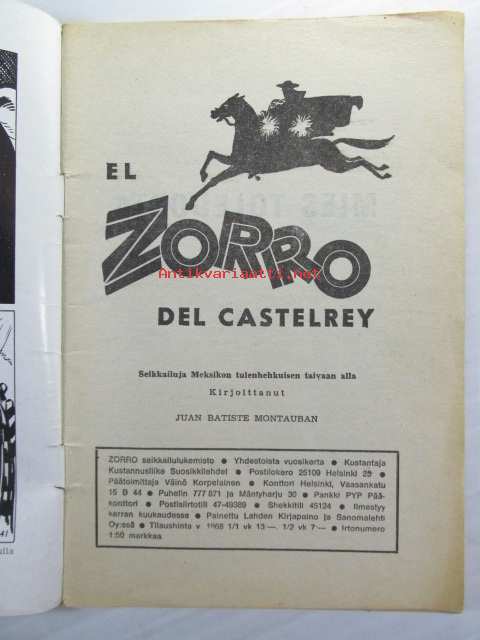 EL
ZORRO
Antikvariaatti.net
DEL CASTELREY
Seikkailuja Meksikon tulenhehkuisen taivaan alla
Kirjoittanut
JUAN BATISTE MONTAUBAN
ZORRO seikkailulukemisto ● Yhdestoista vuosikerta ● Kustantaja
Kustannusliike Suosikkilehdet ● Postilokero 25109 Helsinki 25 ●
Päätoimittaja Väinö Korpelainen ● Konttori Helsinki, Vaasankatu
15 B 44 ● Puhelin 777 871 ja Mäntyharju 30 ● Pankki PYP Pää-
konttori ● Postisiirtotili 47-49389 ● Shekkitili 45124 ● Ilmestyy
kerran kuukaudessa ● Painettu Lahden Kirjapaino ja Sanomalehti
Oy:ssä ● Tilaushinta v 1968 1/1 vk 13:—. 1/2 vk 7:— ● Irtonumero
1:50 markkaa.
41